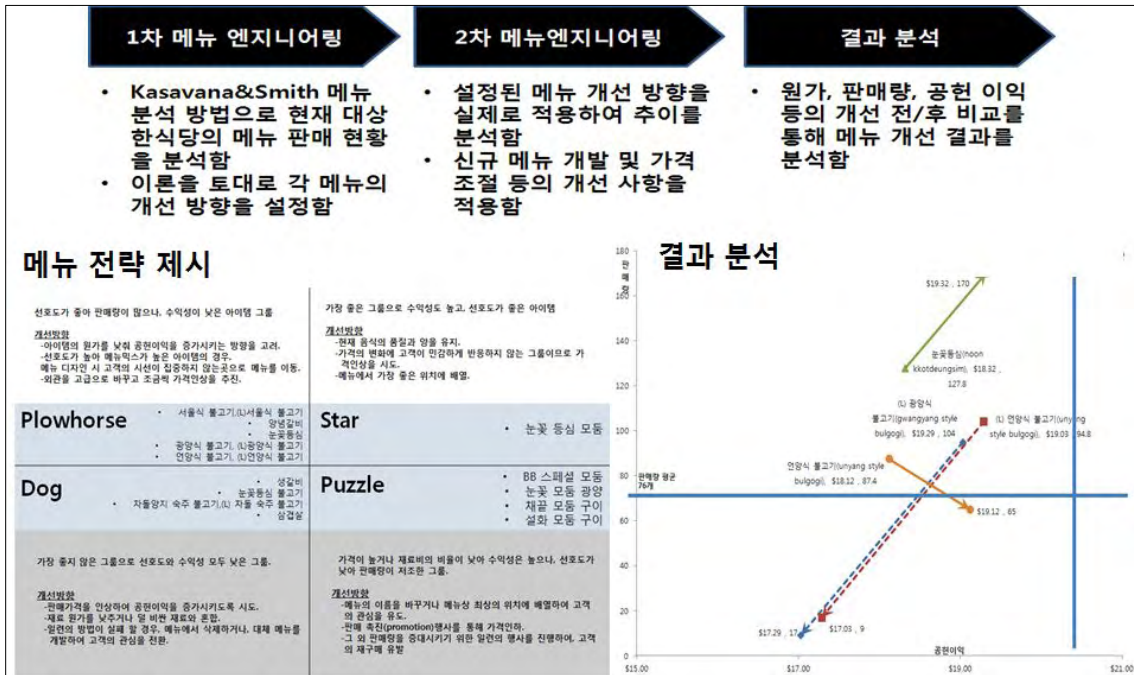 1차 메뉴 엔지니어링
2차 메뉴엔지니어링
결과 분석
• Kasavana&Smith 메뉴
분석 방법으로 현재 대상
한식당의 메뉴 판매 현황
을 분석함
• 이론을 토대로 각 메뉴의
개선 방향을 설정함
• 설정된 메뉴 개선 방향을
실제로 적용하여 추이를
분석함
• 신규 메뉴 개발 및 가격
조절 등의 개선 사항을
적용함
• 원가, 판매량, 공헌 이익
등의 개선 전/후 비교를
통해 메뉴 개선 결과를
분석함
메뉴 전략 제시
선호도가 좋아 판매량이 많으나, 수익성이 낮은 아이템 그룹
개선방향
-아이템의 원가를 낮춰 공헌이익을 증가시키는 방향을 고려.
-선호도가 높아 메뉴믹스가 높은 아이템의 경우.
메뉴 디자인 시 고객의 시선이 집중하지 않는곳으로 메뉴를 이동.
-외관을 고급으로 바꾸고 조금씩 가격인상을 추진.
가장 좋은 그룹으로 수익성도 높고, 선호도가 좋은 아이템
개선방향
-현재 음식의 품질과 양을 유지.
-가격의 변화에 고객이 민감하게 반응하지 않는 그룹이므로 가
격인상을 시도.
-메뉴에서 가장 좋은 위치에 배열.
Plowhorse
• 서울식 불고기,(L)서울식 불고기
• 양념갈비
• 눈꽃등심
• 광양식 불고기, (L)광양식 불고기
• 언양식 불고기, (L)언양식 불고기
Star
• 눈꽃 등심 모둠
Dog
• 생갈비
• 눈꽃등심 불고기
• 차돌양지 숙주 불고기,(L) 차돌 숙주 불고기
• 삼겹살
Puzzle
• BB 스페셜 모둠
• 눈꽃 모둠 광양
• 채끝 모둠 구이
• 설화 모둠 구이
가장 좋지 않은 그룹으로 선호도와 수익성 모두 낮은 그룹.
개선방향
-판매가격을 인상하여 공헌이익을 증가시키도록 시도.
-재료 원가를 낮추거나 덜 비싼 재료와 혼합.
-일련의 방법이 실패 할 경우, 메뉴에서 삭제하거나, 대체 메뉴를
개발하여 고객의 관심을 전환.
가격이 높거나 재료비의 비율이 낮아 수익성은 높으나, 선호도가
낮아 판매량이 저조한 그룹.
개선방향
-메뉴의 이름을 바꾸거나 메뉴상 최상의 위치에 배열하여 고객
의 관심을 유도.
-판매 촉진(promotion)행사를 통해 가격인하.
-그 외 판매량을 증대시키기 위한 일련의 행사를 진행하여, 고객
의 재구매 유발
결과 분석
판매량
180
160
140
120
100
80
60
40
20
0
$19.32 , 170
눈꽃등심(noon
kkotdeungsim), $18.32 ,
127.8
(L) 광양식
불고기(gwangyang style
bulgogi), $19.29 , 104
(L) 언양식 불고기(unyang
style bulgogi), $19.03 , 94.8
언양식 불고기(unyang style
bulgogi), $18.12 , 87.4
판매량 평균
76개
$19.12 , 65
$17.29 , 17
$17.03 , 9
공헌이익
$15.00
$17.00
$19.00
$21.00